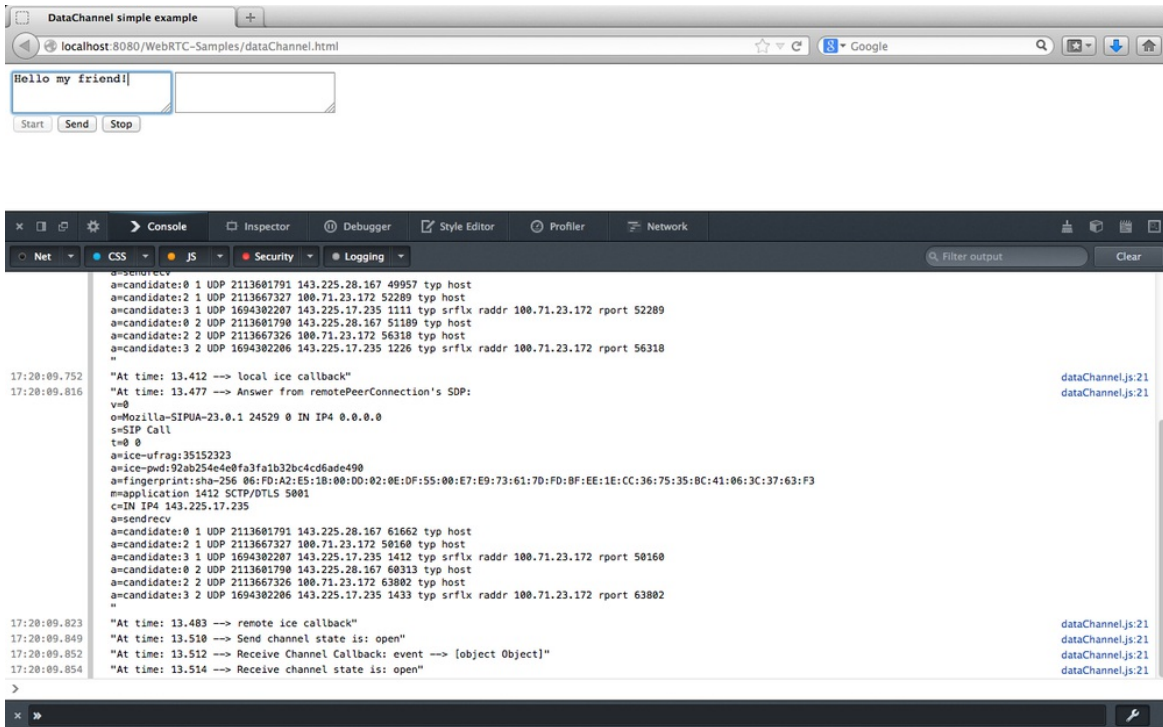 DataChannel simple example
localhost:8080/WebRTC-Samples/dataChannel.html
Google
Hello my friend!
Start Send Stop
Console Inspector Debugger Style Editor Profiler Network
Net CSS JS Security Logging Filter output Clear
a=sendrecv
a=candidate:0 1 UDP 2113601791 143.225.28.167 49957 typ host
a=candidate:2 1 UDP 2113667327 100.71.23.172 52289 typ host
a=candidate:3 1 UDP 1694302207 143.225.17.235 1111 typ srflx raddr 100.71.23.172 rport 52289
a=candidate:0 2 UDP 2113601790 143.225.28.167 51189 typ host
a=candidate:2 2 UDP 2113667326 100.71.23.172 56318 typ host
a=candidate:3 2 UDP 1694302206 143.225.17.235 1226 typ srflx raddr 100.71.23.172 rport 56318
"
17:20:09.752 "At time: 13.412 --> local ice callback" dataChannel.js:21
17:20:09.816 "At time: 13.477 --> Answer from remotePeerConnection's SDP: dataChannel.js:21
v=0
o=Mozilla-SIPUA-23.0.1 24529 0 IN IP4 0.0.0.0
s=SIP Call
t=0 0
a=ice-ufrag:35152323
a=ice-pwd:92ab254e4e0fa3fa1b32bc4cd6ade490
a=fingerprint:sha-256 06:FD:A2:E5:1B:00:DD:02:0E:DF:55:00:E7:E9:73:61:7D:FD:BF:EE:1E:CC:36:75:35:BC:41:06:3C:37:63:F3
m=application 1412 SCTP/DTLS 5001
c=IN IP4 143.225.17.235
a=sendrecv
a=candidate:0 1 UDP 2113601791 143.225.28.167 61662 typ host
a=candidate:2 1 UDP 2113667327 100.71.23.172 50160 typ host
a=candidate:3 1 UDP 1694302207 143.225.17.235 1412 typ srflx raddr 100.71.23.172 rport 50160
a=candidate:0 2 UDP 2113601790 143.225.28.167 60313 typ host
a=candidate:2 2 UDP 2113667326 100.71.23.172 63802 typ host
a=candidate:3 2 UDP 1694302206 143.225.17.235 1433 typ srflx raddr 100.71.23.172 rport 63802
"
17:20:09.823 "At time: 13.483 --> remote ice callback" dataChannel.js:21
17:20:09.849 "At time: 13.510 --> Send channel state is: open" dataChannel.js:21
17:20:09.852 "At time: 13.512 --> Receive Channel Callback: event --> [object Object]" dataChannel.js:21
17:20:09.854 "At time: 13.514 --> Receive channel state is: open" dataChannel.js:21